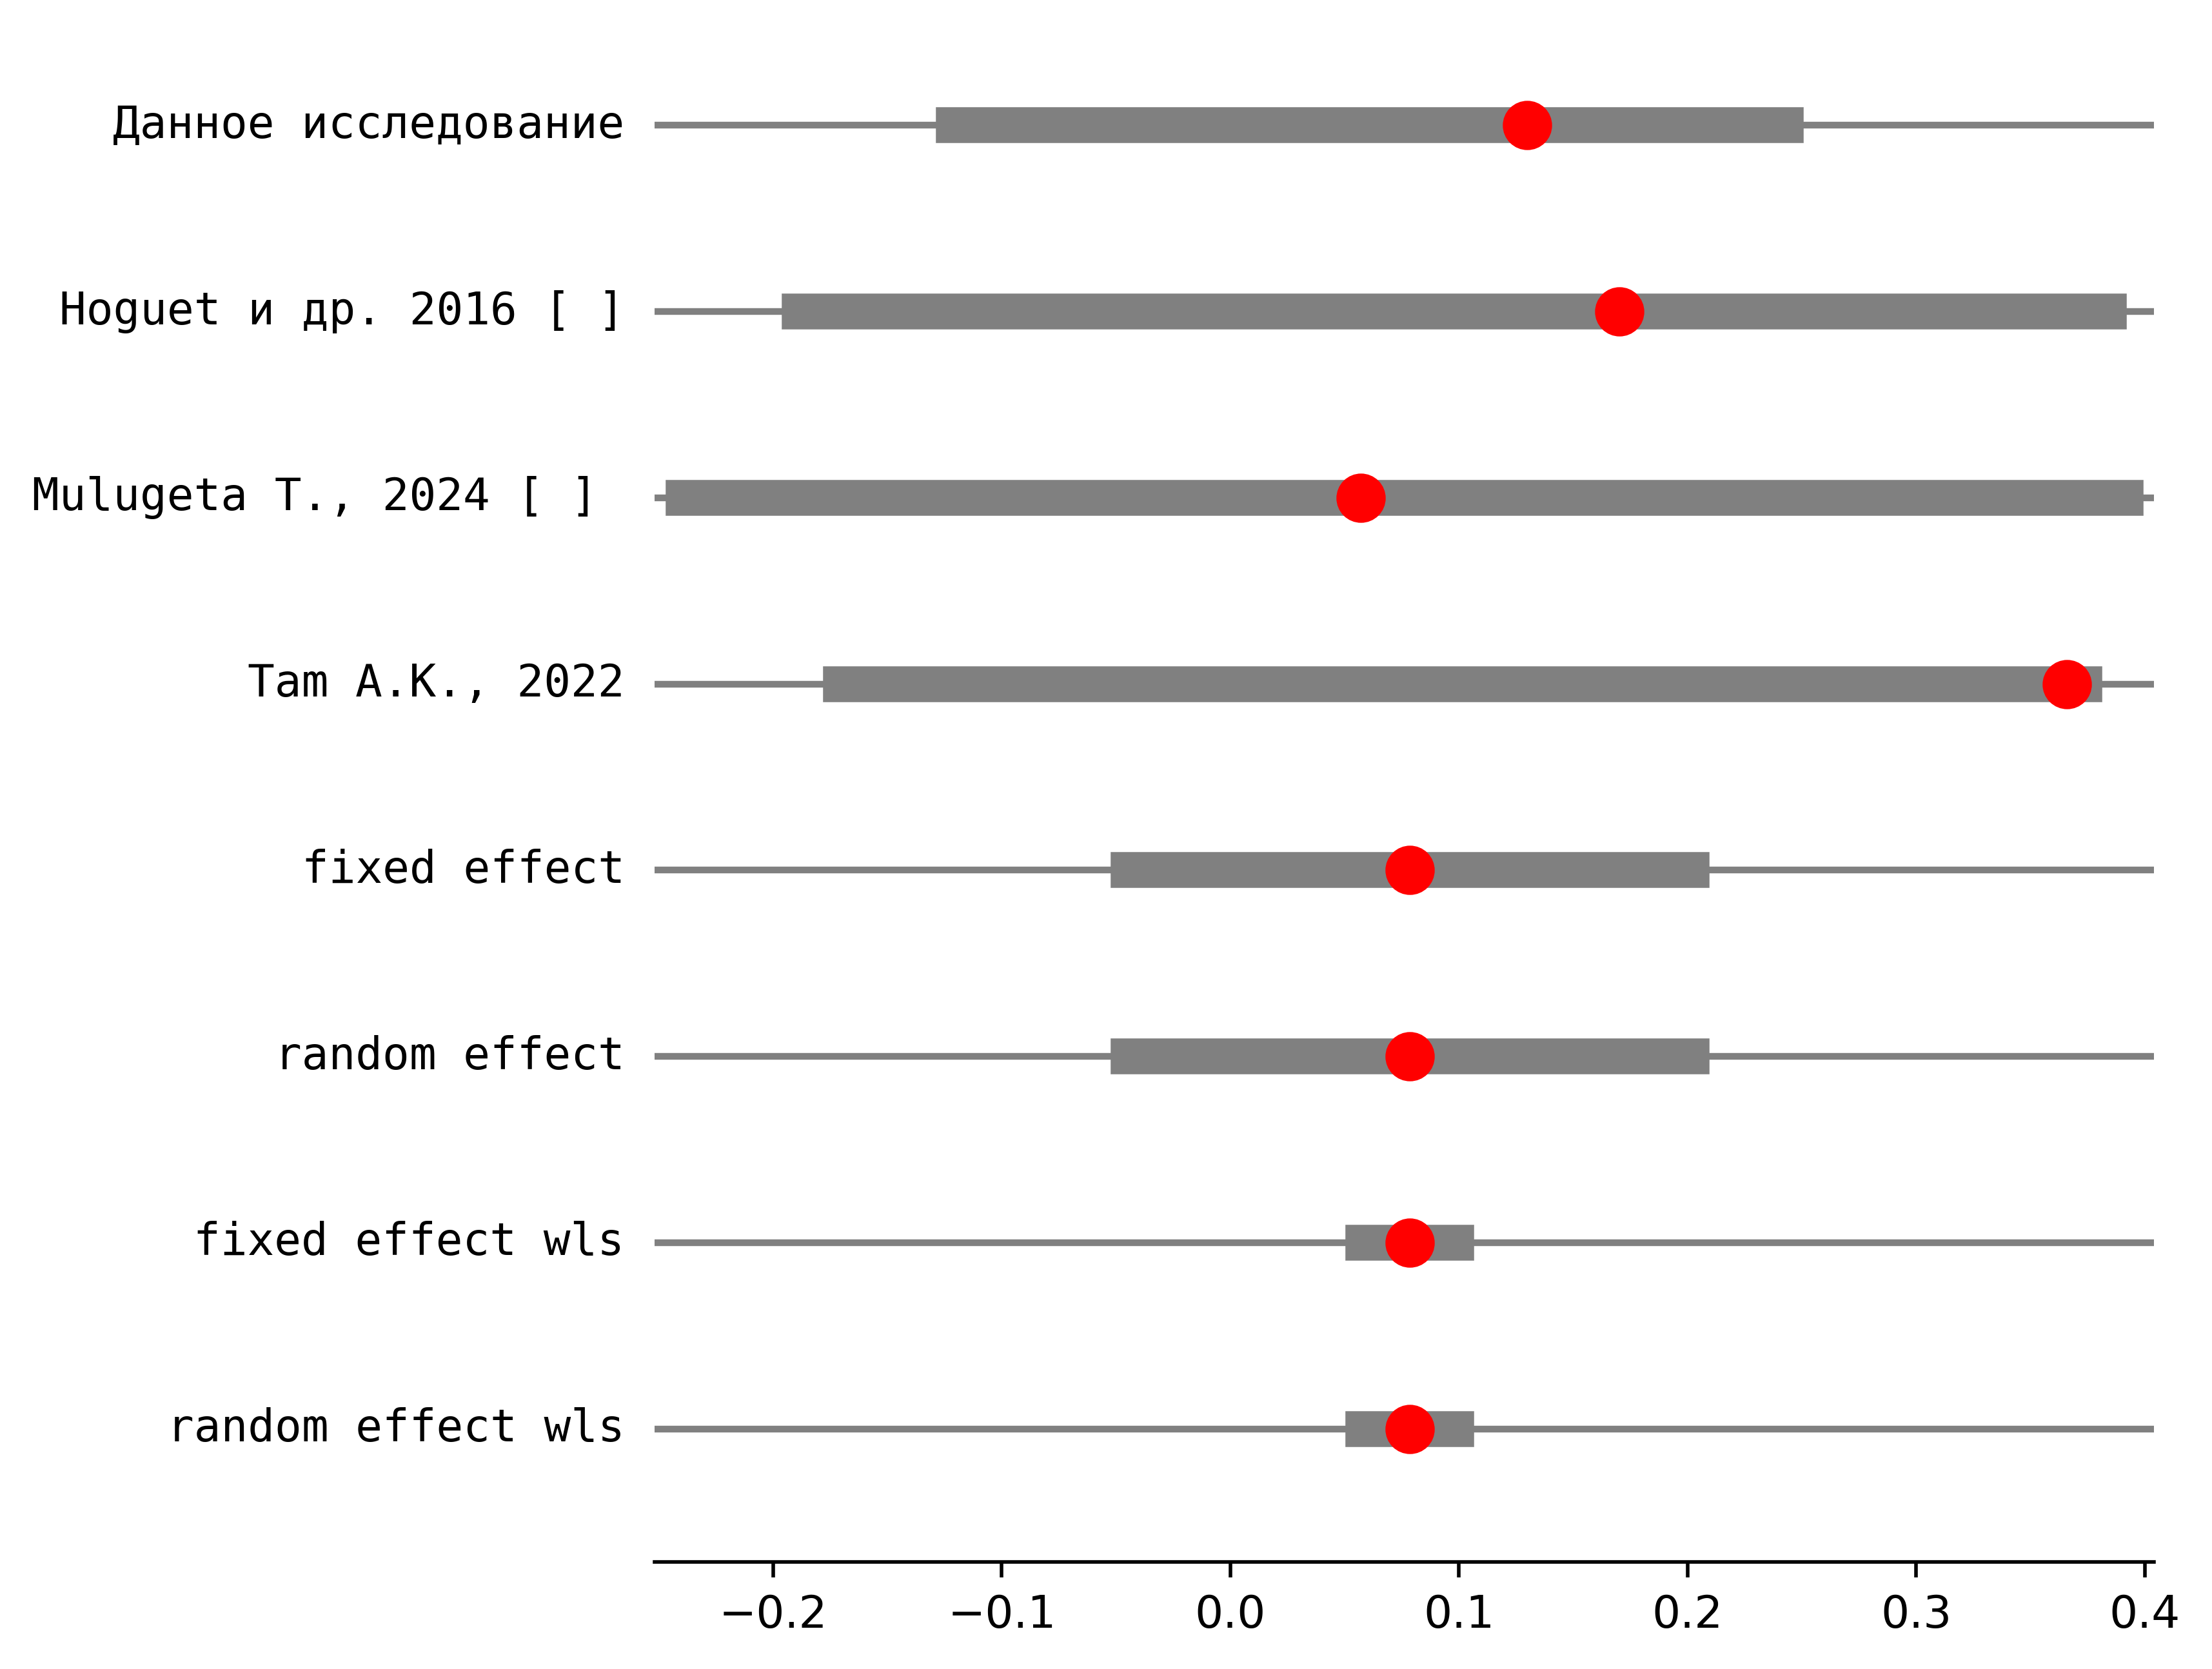 Данное исследование
Hoguet и др. 2016 [ ]
Mulugeta T., 2024 [ ]
Tam A.K., 2022
fixed effect
random effect
fixed effect wls
random effect wls
−0.2 −0.1 0.0 0.1 0.2 0.3 0.4